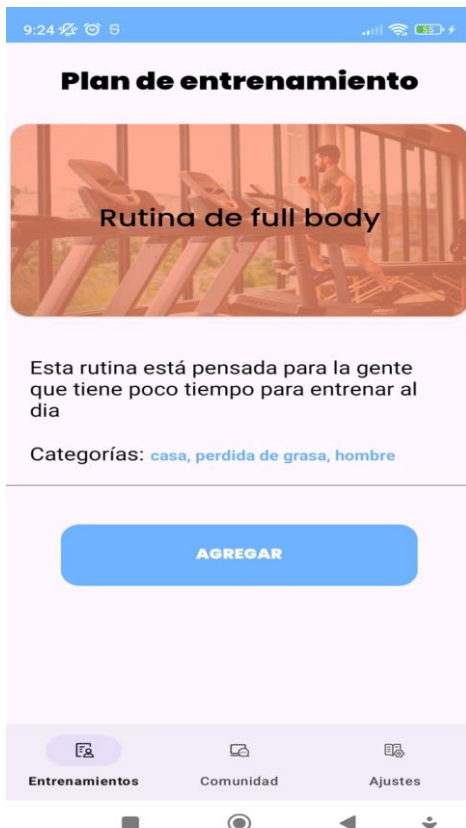 9:24
55
Plan de entrenamiento
Rutina de full body
Esta rutina está pensada para la gente
que tiene poco tiempo para entrenar al
dia
Categorías: casa, perdida de grasa, hombre
AGREGAR
Entrenamientos
Comunidad
Ajustes